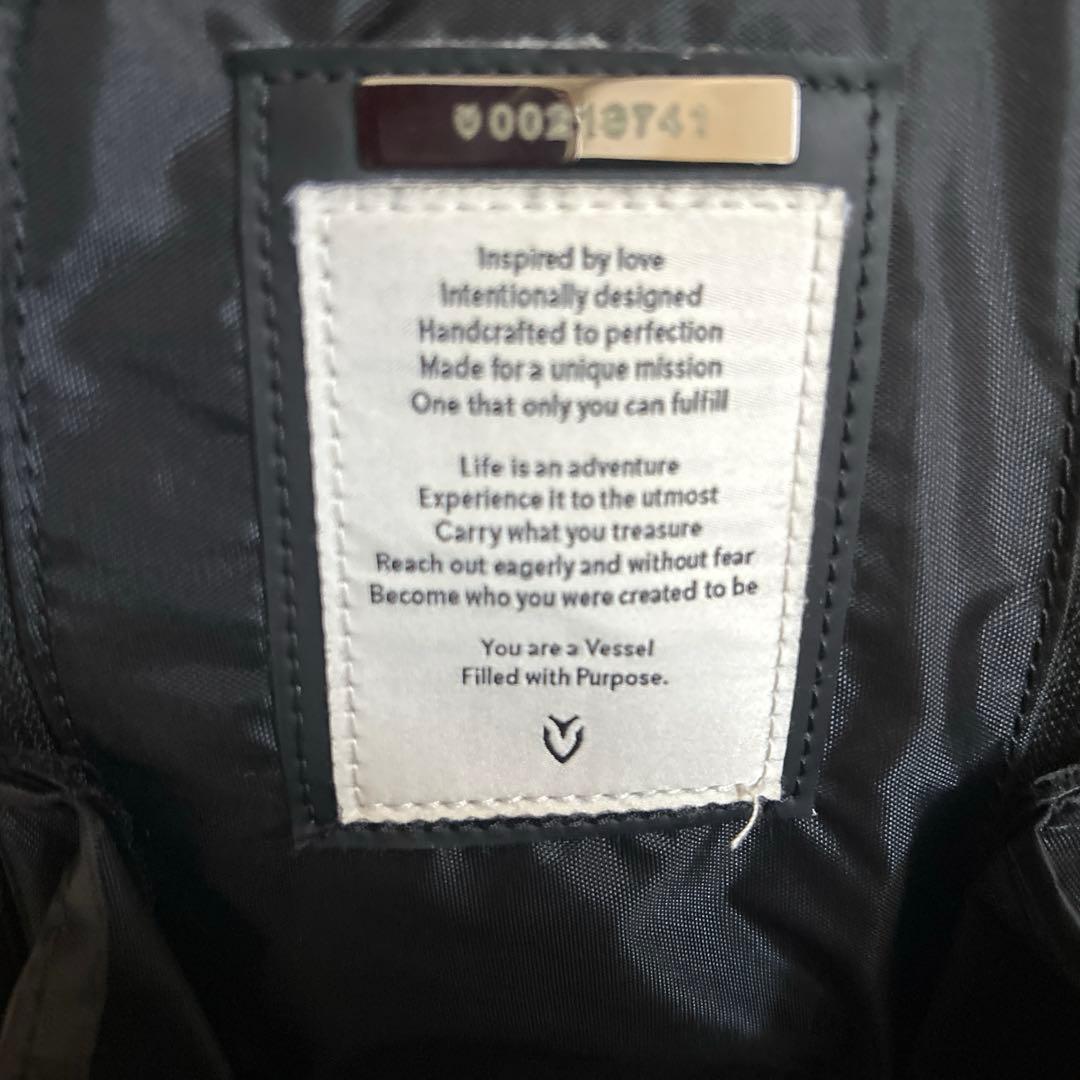 00218741
Inspired by love
Intentionally designed
Handcrafted to perfection
Made for a unique mission
One that only you can fulfill
Life is an adventure
Experience it to the utmost
Carry what you treasure
Reach out eagerly and without fear
Become who you were created to be
You are a Vessel
Filled with Purpose.